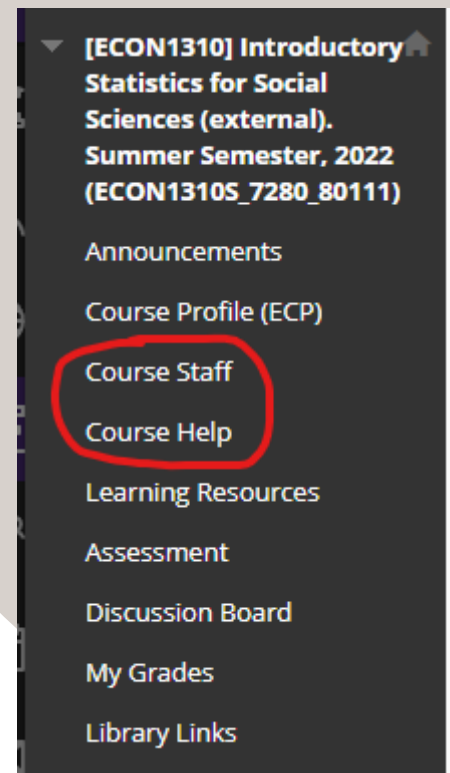 [ECON1310] Introductory
Statistics for Social
Sciences (external).
Summer Semester, 2022
(ECON1310S_7280_80111)
Announcements
Course Profile (ECP)
Course Staff
Course Help
Learning Resources
Assessment
Discussion Board
My Grades
Library Links